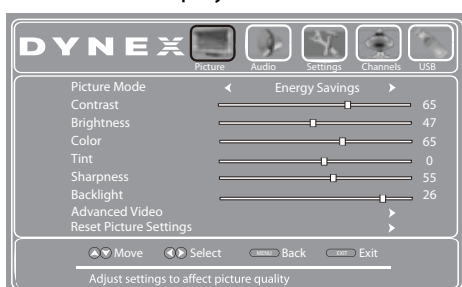 DYNEX
Picture Audio Settings Channels USB
Picture Mode Energy Savings
Contrast 65
Brightness 47
Color 65
Tint 0
Sharpness 55
Backlight 26
Advanced Video
Reset Picture Settings
Move Select MENU Back EXIT Exit
Adjust settings to affect picture quality